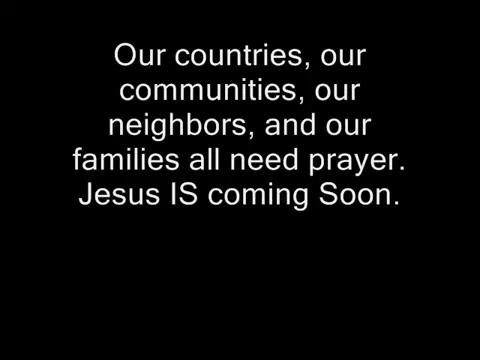 Our countries, our
communities, our
neighbors, and our
families all need prayer.
Jesus IS coming Soon.